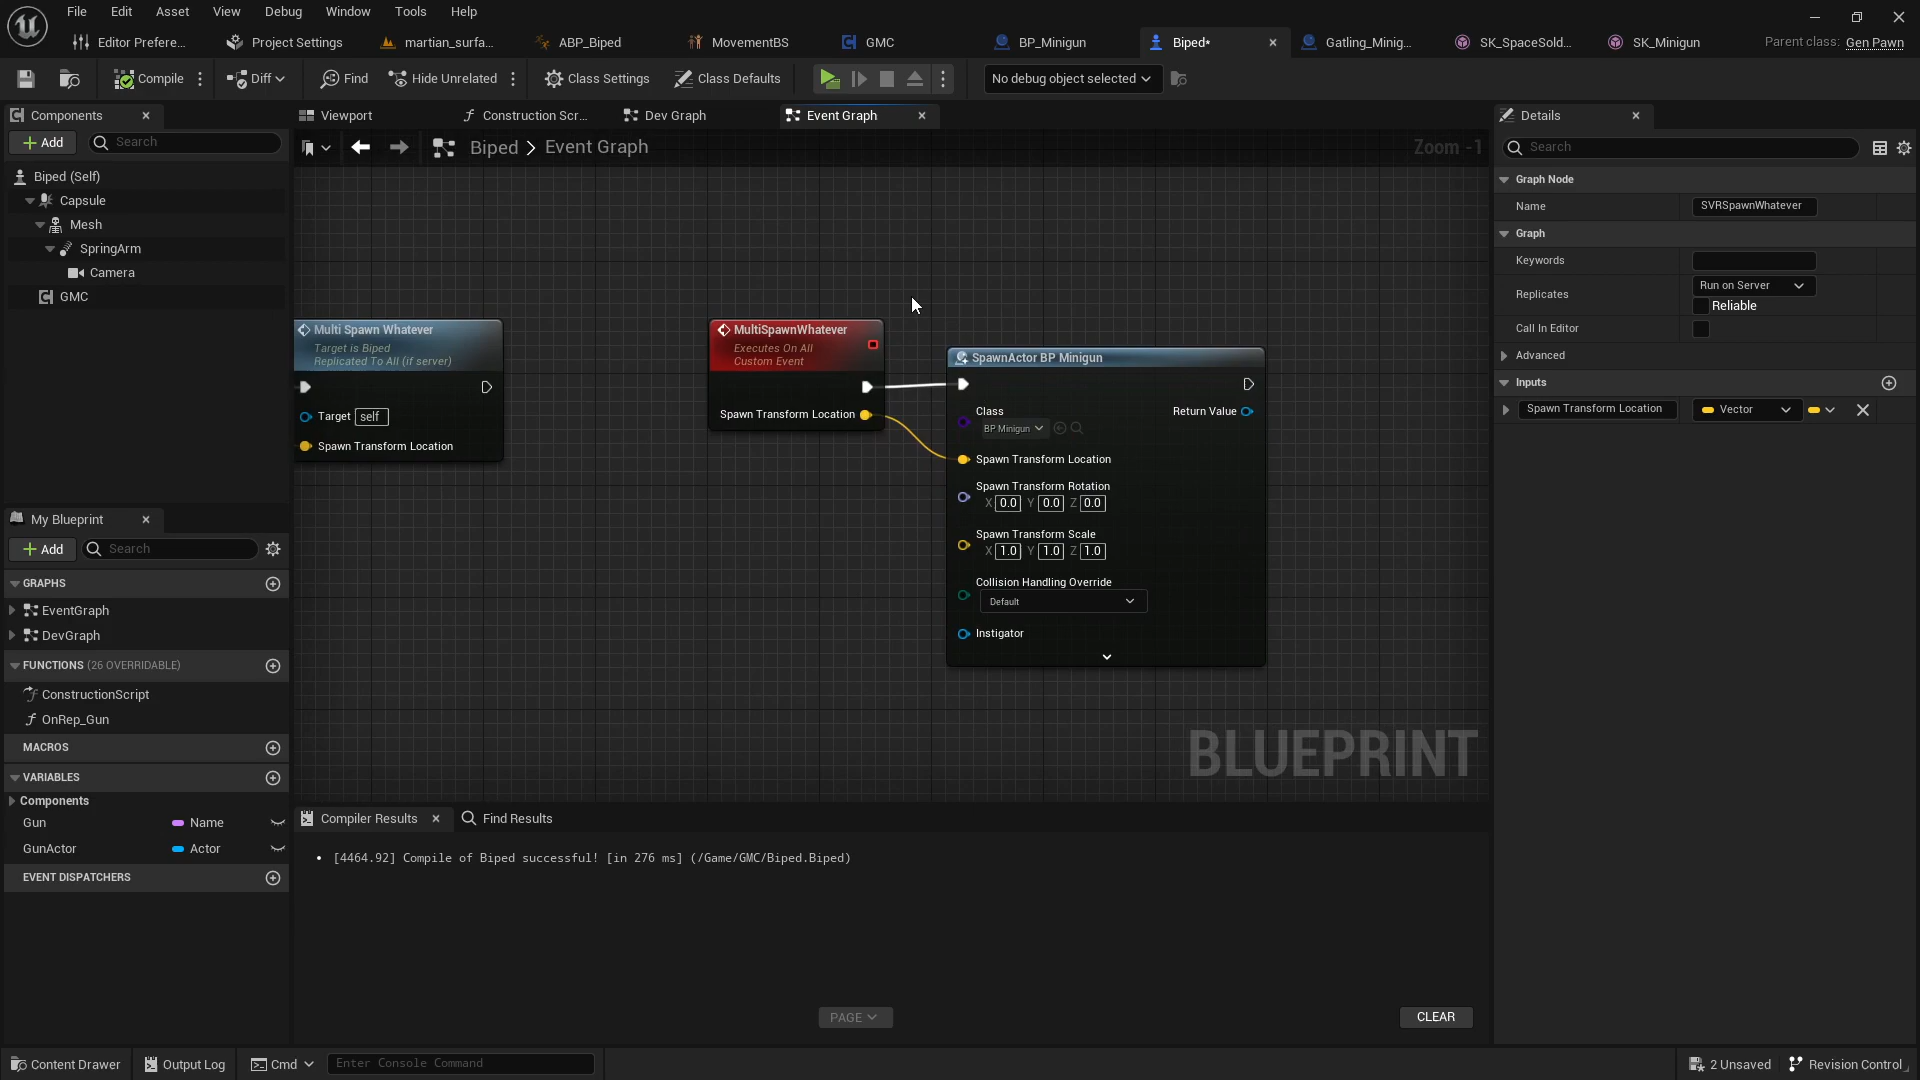 File Edit Asset View Debug Window Tools Help
Editor Prefere... Project Settings martian_surfa... ABP_Biped MovementBS GMC BP_Minigun Biped* Gatling_Minig... SK_SpaceSold... SK_Minigun Parent class: Gen Pawn
Compile Diff Find Hide Unrelated Class Settings Class Defaults No debug object selected
Components
Add Search
Biped (Self)
Capsule
Mesh
SpringArm
Camera
GMC
My Blueprint
Add Search
GRAPHS
EventGraph
DevGraph
FUNCTIONS (26 OVERRIDABLE)
ConstructionScript
OnRep_Gun
MACROS
VARIABLES
Components
Gun Name
GunActor Actor
EVENT DISPATCHERS
Viewport Construction Scr... Dev Graph Event Graph
Biped > Event Graph Zoom -1
Multi Spawn Whatever
Target is Biped
Replicated To All (if server)
Target self
Spawn Transform Location
MultiSpawnWhatever
Executes On All
Custom Event
Spawn Transform Location
SpawnActor BP Minigun
Class Return Value
BP Minigun
Spawn Transform Location
Spawn Transform Rotation
X 0.0 Y 0.0 Z 0.0
Spawn Transform Scale
X 1.0 Y 1.0 Z 1.0
Collision Handling Override
Default
Instigator
BLUEPRINT
Compiler Results Find Results
• [4464.92] Compile of Biped successful! [in 276 ms] (/Game/GMC/Biped.Biped)
PAGE CLEAR
Details
Search
Graph Node
Name SVRSpawnWhatever
Graph
Keywords
Replicates Run on Server
Reliable
Call In Editor
Advanced
Inputs
Spawn Transform Location Vector
Content Drawer Output Log Cmd Enter Console Command 2 Unsaved Revision Control